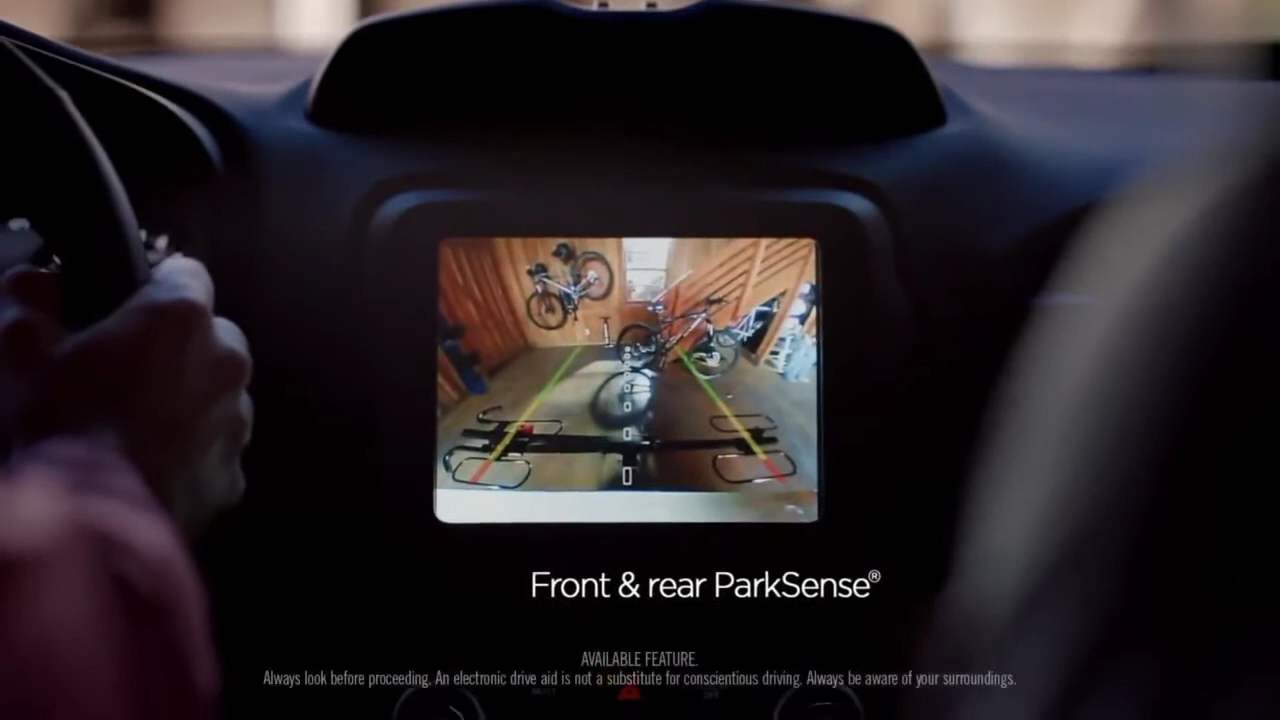 Front & rear ParkSense®
AVAILABLE FEATURE.
Always look before proceeding. An electronic drive aid is not a substitute for conscientious driving. Always be aware of your surroundings.